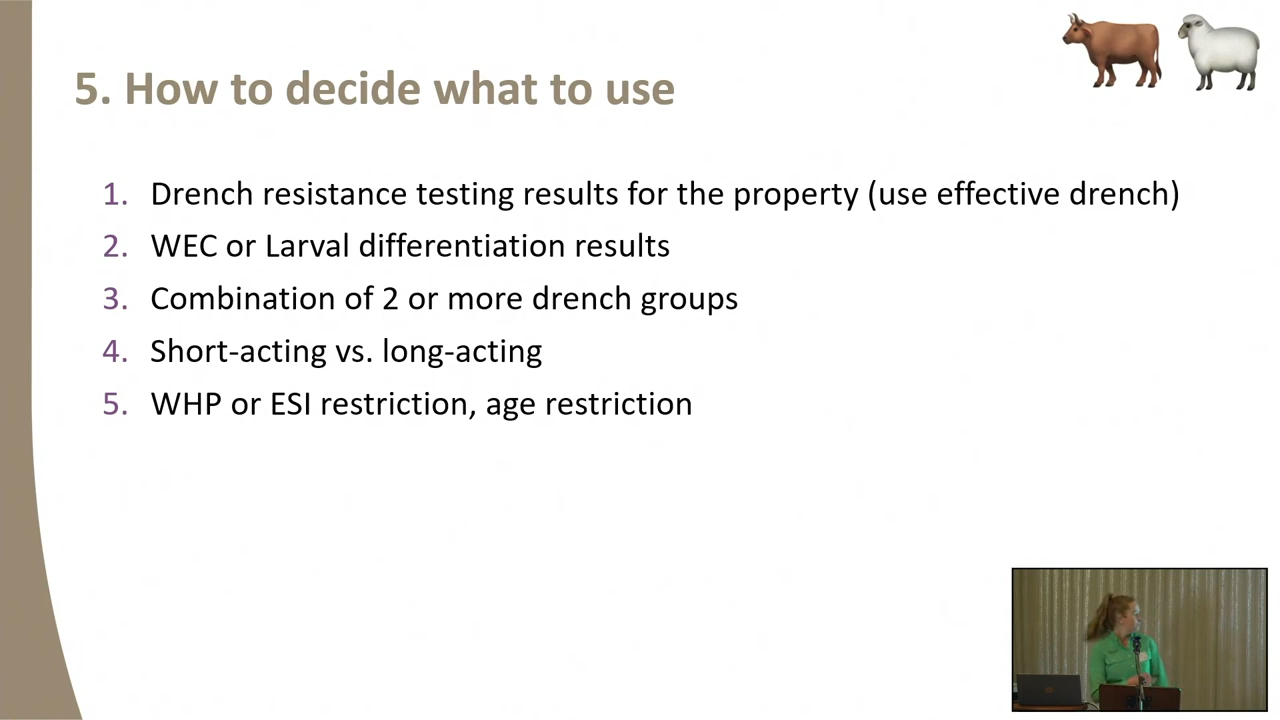 5. How to decide what to use
1. Drench resistance testing results for the property (use effective drench)
2. WEC or Larval differentiation results
3. Combination of 2 or more drench groups
4. Short-acting vs. long-acting
5. WHP or ESI restriction, age restriction